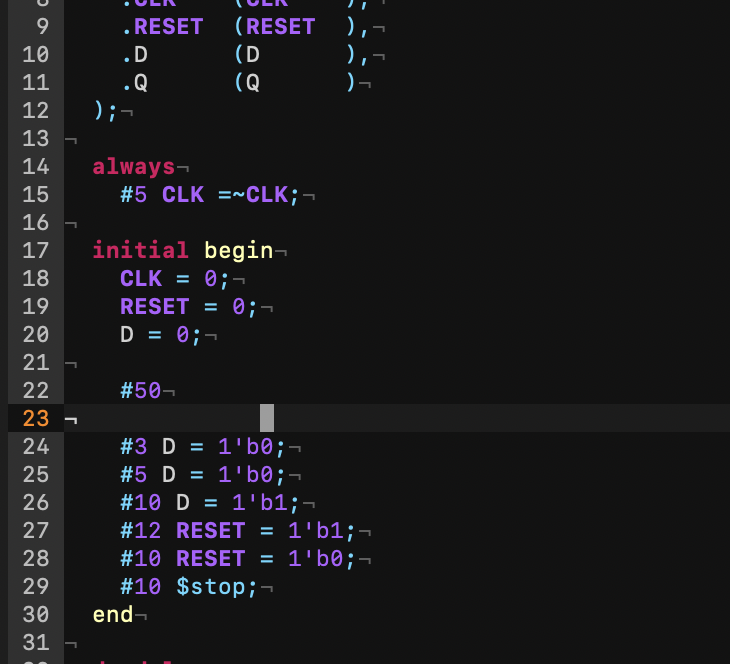 8 .CLK (CLK ),
9 .RESET (RESET ),¬
10 .D (D ),¬
11 .Q (Q )¬
12 );¬
13 ¬
14 always¬
15 #5 CLK =~CLK;¬
16 ¬
17 initial begin¬
18 CLK = 0;¬
19 RESET = 0;¬
20 D = 0;¬
21 ¬
22 #50¬
23 ¬
24 #3 D = 1'b0;¬
25 #5 D = 1'b0;¬
26 #10 D = 1'b1;¬
27 #12 RESET = 1'b1;¬
28 #10 RESET = 1'b0;¬
29 #10 $stop;¬
30 end¬
31 ¬